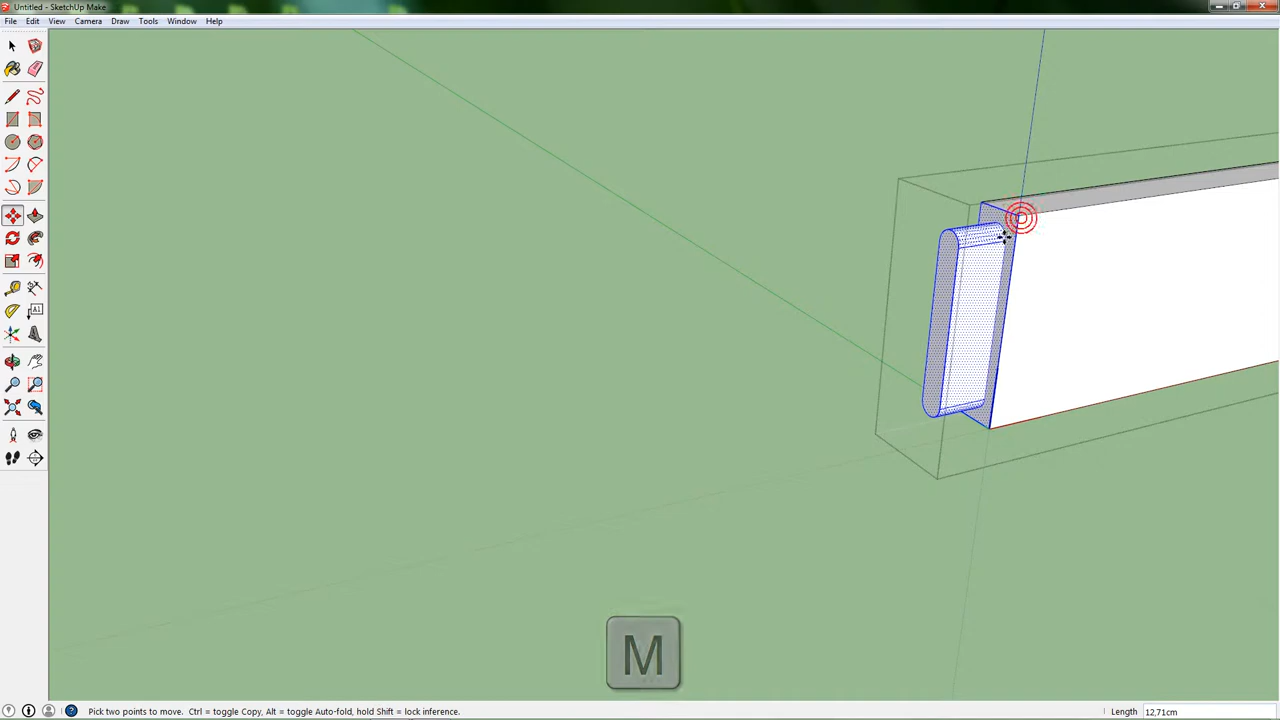 Untitled - SketchUp Make
File Edit View Camera Draw Tools Window Help
A1
M
Pick two points to move. Ctrl = toggle Copy, Alt = toggle Auto-fold, hold Shift = lock inference.
Length 12,71cm